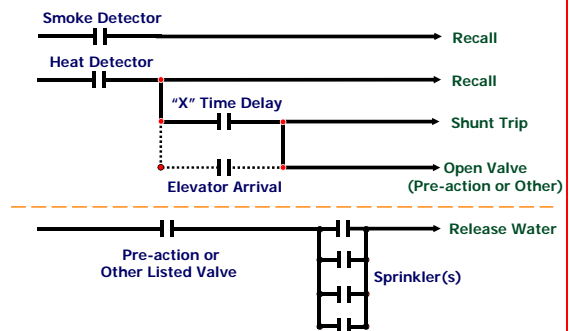 Smoke Detector
Recall
Heat Detector
Recall
“X” Time Delay
Shunt Trip
Open Valve
(Pre-action or Other)
Elevator Arrival
Release Water
Pre-action or
Other Listed Valve
Sprinkler(s)